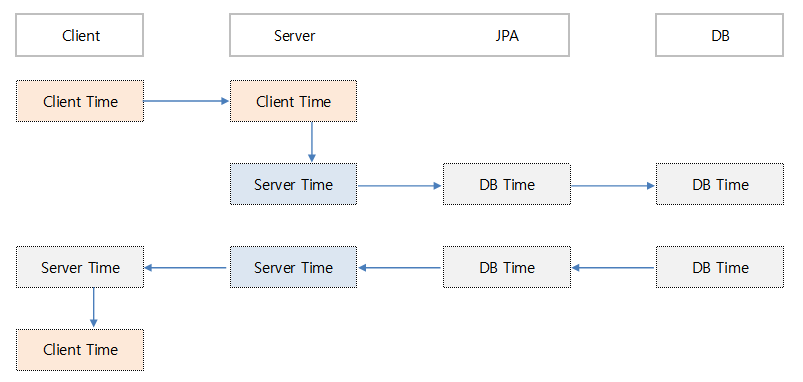 Client Server JPA DB
Client Time Client Time
Server Time DB Time DB Time
Server Time Server Time DB Time DB Time
Client Time